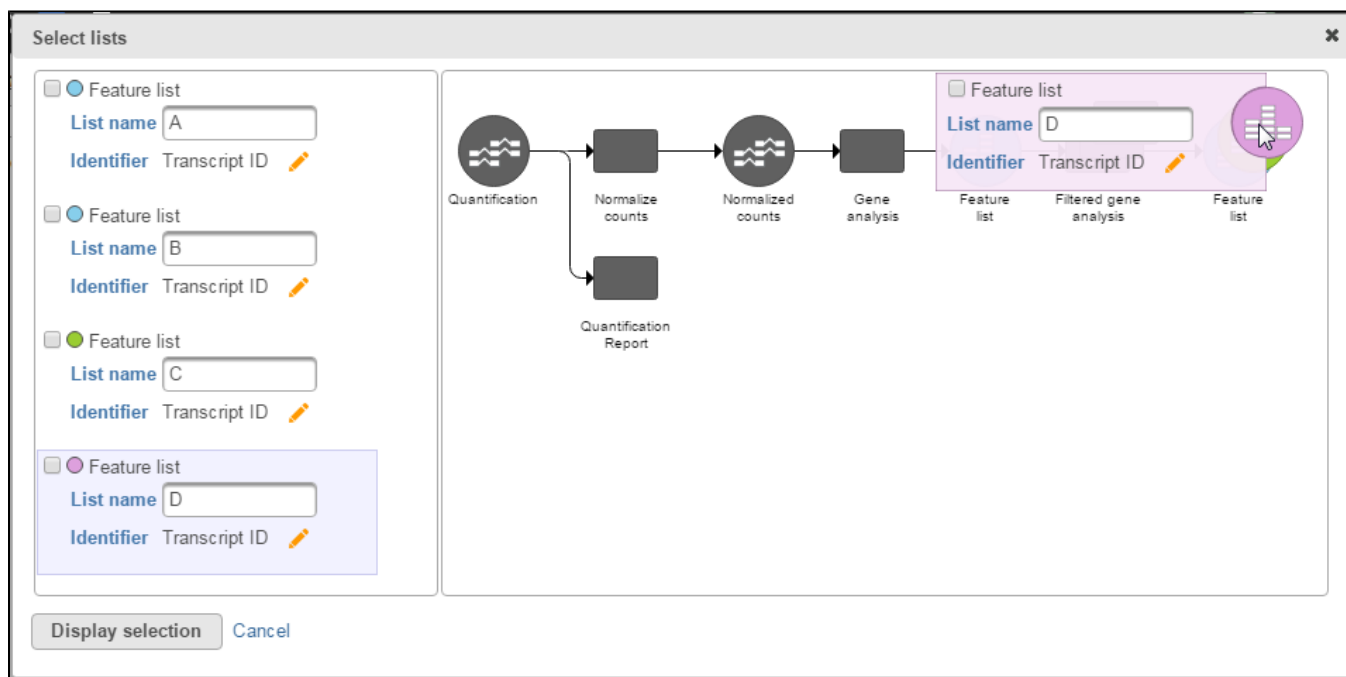 Select lists
Feature list
List name A
Identifier Transcript ID
Feature list
List name B
Identifier Transcript ID
Feature list
List name C
Identifier Transcript ID
Feature list
List name D
Identifier Transcript ID
Feature list
List name D
Identifier Transcript ID
Quantification
Normalize
counts
Normalized
counts
Gene
analysis
Feature
list
Filtered gene
analysis
Feature
list
Quantification
Report
Display selection
Cancel